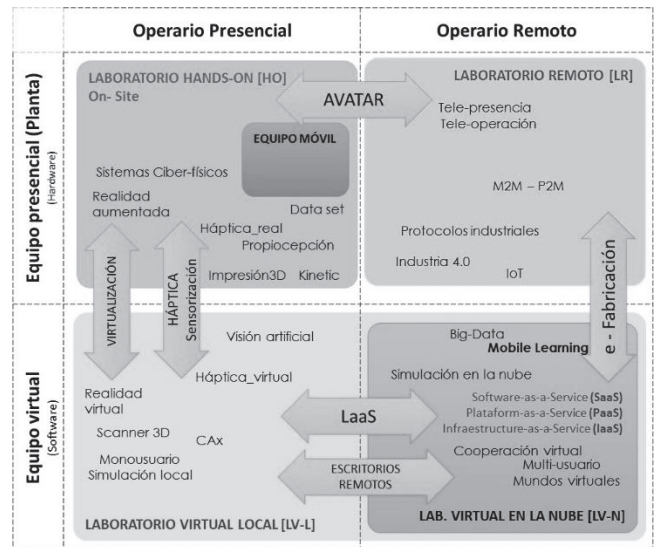 Operario Presencial
Operario Remoto
Equipo presencial (Planta)
(Hardware)
LABORATORIO HANDS-ON [HO]
On- Site
AVATAR
EQUIPO MÓVIL
Sistemas Ciber-físicos
Realidad
aumentada
Data set
Háptica_real
Propiocepción
Impresión3D
Kinetic
LABORATORIO REMOTO [LR]
Tele-presencia
Tele-operación
M2M – P2M
Protocolos industriales
Industria 4.0
IoT
VIRTUALIZACIÓN
HÁPTICA
Sensorización
e - Fabricación
Equipo virtual
(Software)
Visión artificial
Háptica_virtual
Realidad
virtual
Scanner 3D
CAx
Monousuario
Simulación local
LABORATORIO VIRTUAL LOCAL [LV-L]
LaaS
ESCRITORIOS
REMOTOS
Big-Data
Mobile Learning
Simulación en la nube
Software-as-a-Service (SaaS)
Plataform-as-a-Service (PaaS)
Infraestructure-as-a-Service (IaaS)
Cooperación virtual
Multi-usuario
Mundos virtuales
LAB. VIRTUAL EN LA NUBE [LV-N]